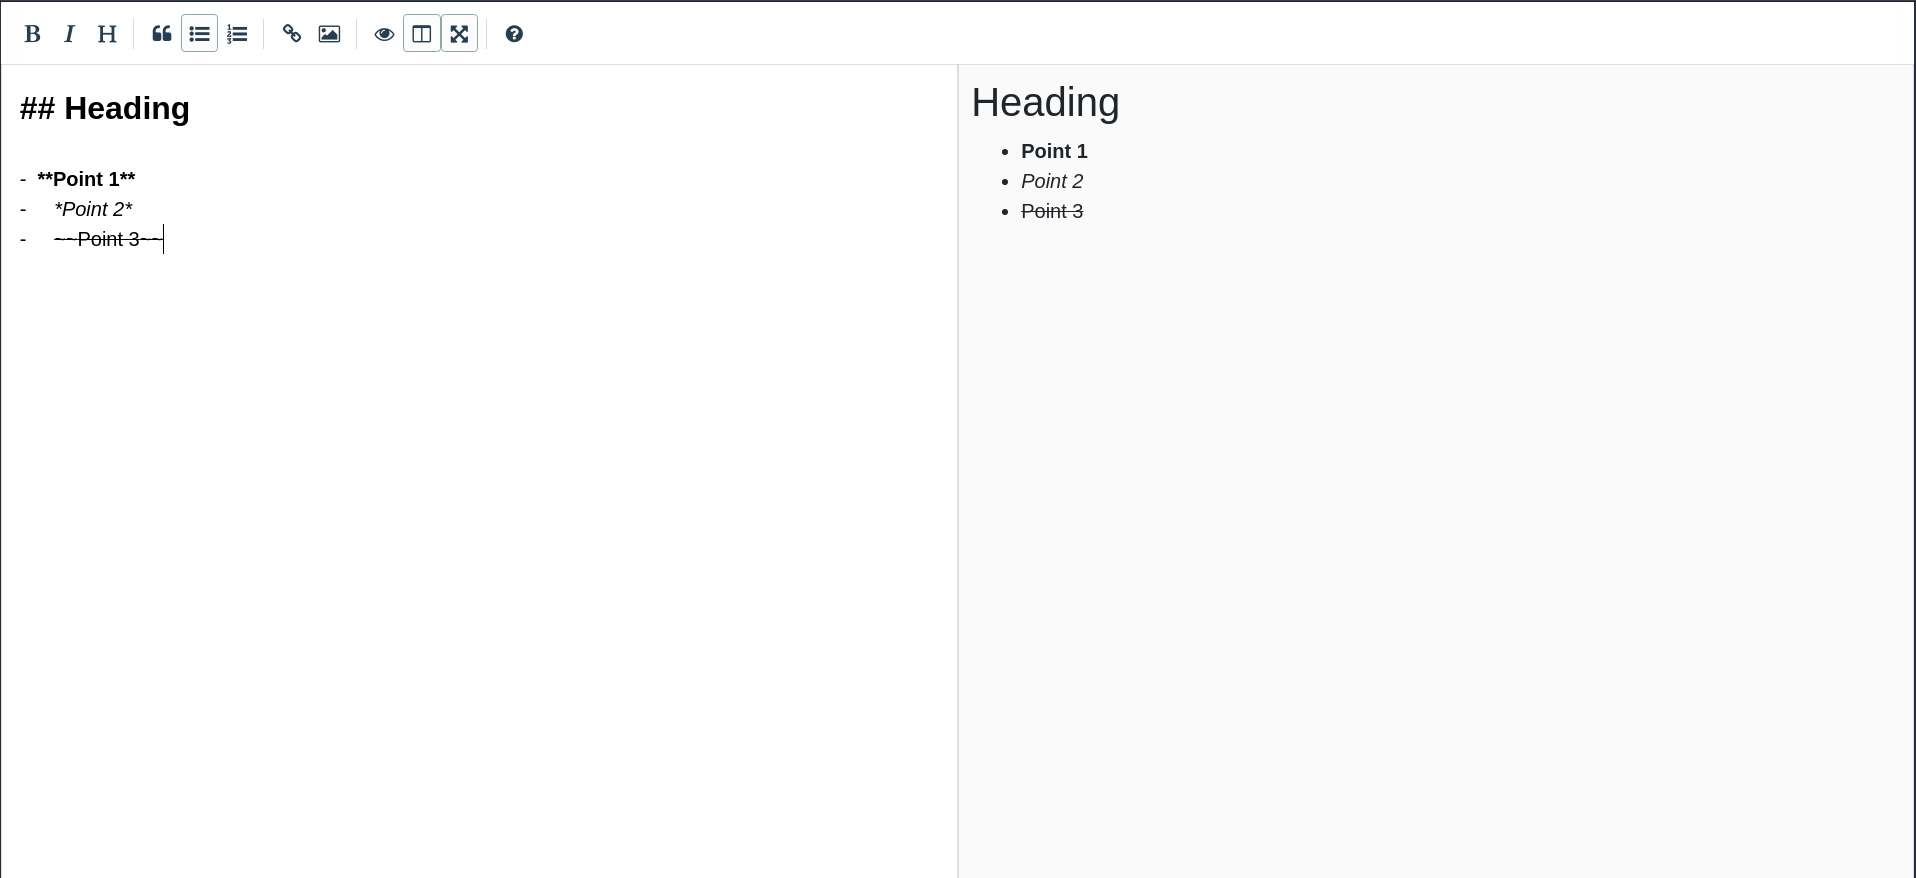 B I H
## Heading
- **Point 1**
- *Point 2*
- ~~Point 3~~
Heading
• Point 1
• Point 2
• Point 3